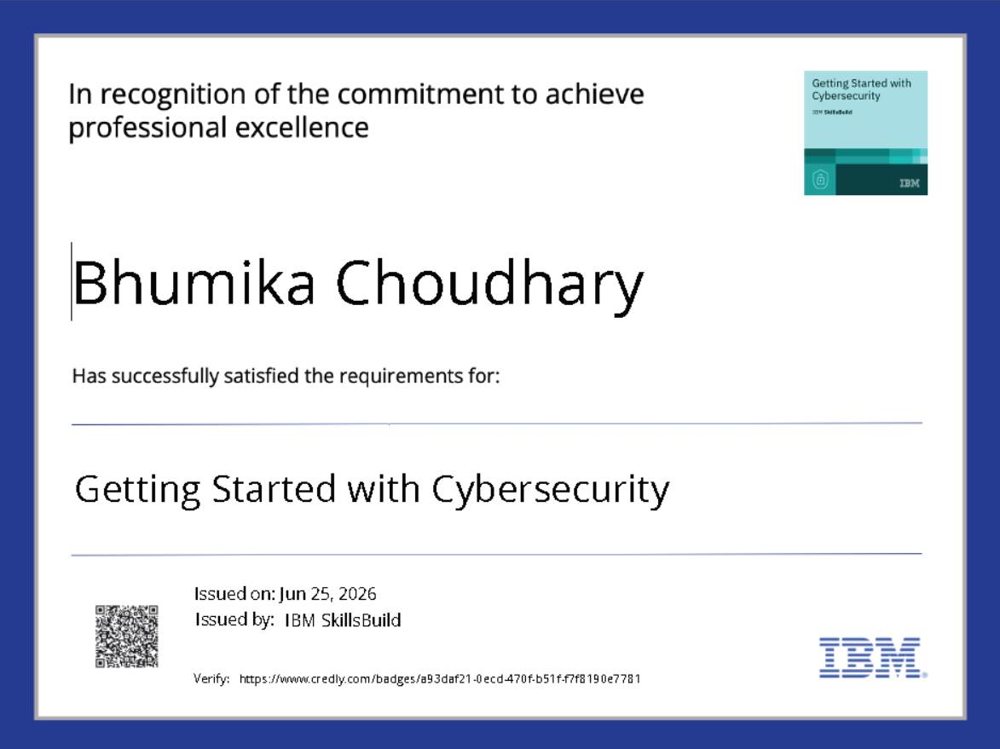 In recognition of the commitment to achieve
professional excellence
Getting Started with
Cybersecurity
IBM SkillsBuild
IBM
Bhumika Choudhary
Has successfully satisfied the requirements for:
Getting Started with Cybersecurity
Issued on: Jun 25, 2026
Issued by: IBM SkillsBuild
Verify: https://www.credly.com/badges/a93daf21-0ecd-470f-b51f-f7f8190e7781
IBM®